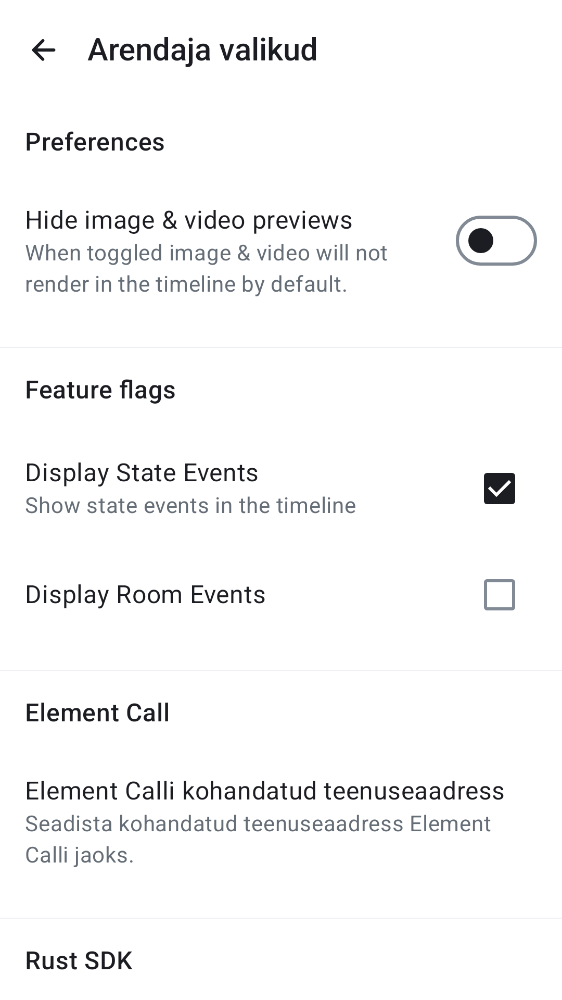 Arendaja valikud
Preferences
Hide image & video previews
When toggled image & video will not
render in the timeline by default.
Feature flags
Display State Events
Show state events in the timeline
Display Room Events
Element Call
Element Calli kohandatud teenuseaadress
Seadista kohandatud teenuseaadress Element
Calli jaoks.
Rust SDK